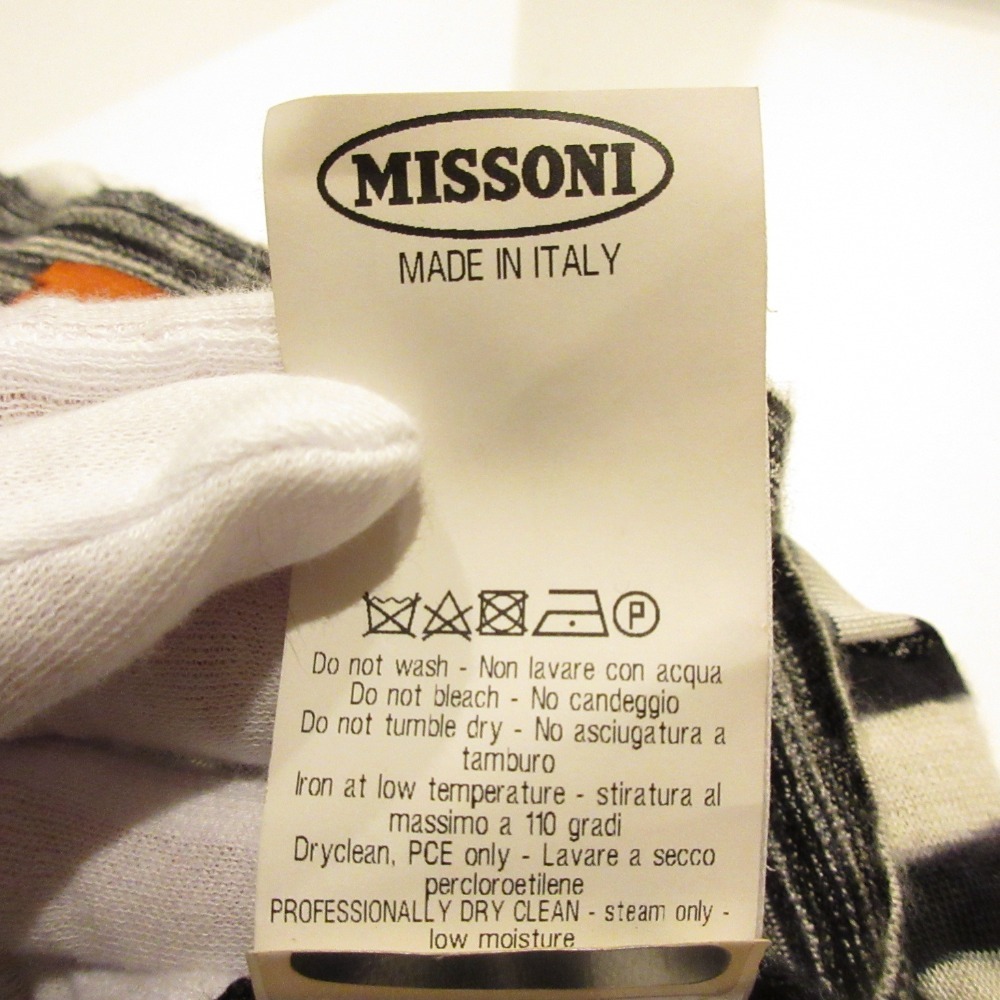 MISSONI
MADE IN ITALY
P
Do not wash - Non lavare con acqua
Do not bleach - No candeggio
Do not tumble dry - No asciugatura a
tamburo
Iron at low temperature - stiratura al
massimo a 110 gradi
Dryclean, PCE only - Lavare a secco
percloroetilene
PROFESSIONALLY DRY CLEAN - steam only -
low moisture